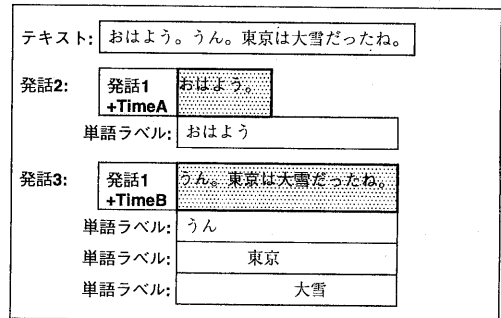 テキスト: おはよう。うん。東京は大雪だったね。
発話2: 発話1 +TimeA おはよう。
単語ラベル: おはよう
発話3: 発話1 +TimeB うん。東京は大雪だったね。
単語ラベル: うん
単語ラベル: 東京
単語ラベル: 大雪